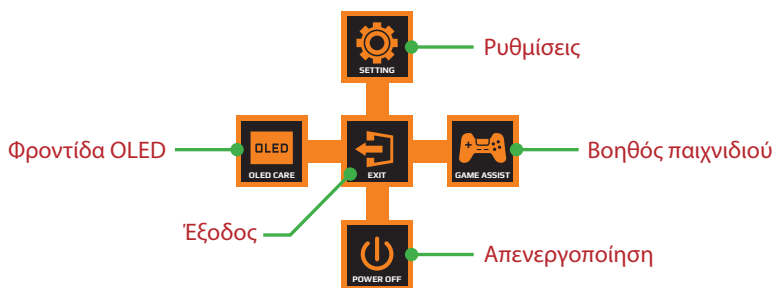 SETTING
Ρυθμίσεις
Φροντίδα OLED
OLED
OLED CARE
EXIT
GAME ASSIST
Βοηθός παιχνιδιού
Έξοδος
POWER OFF
Απενεργοποίηση